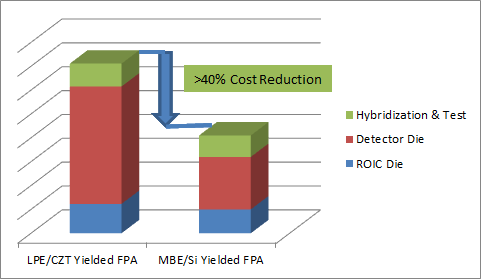 >40% Cost Reduction
Hybridization & Test
Detector Die
ROIC Die
LPE/CZT Yielded FPA
MBE/Si Yielded FPA